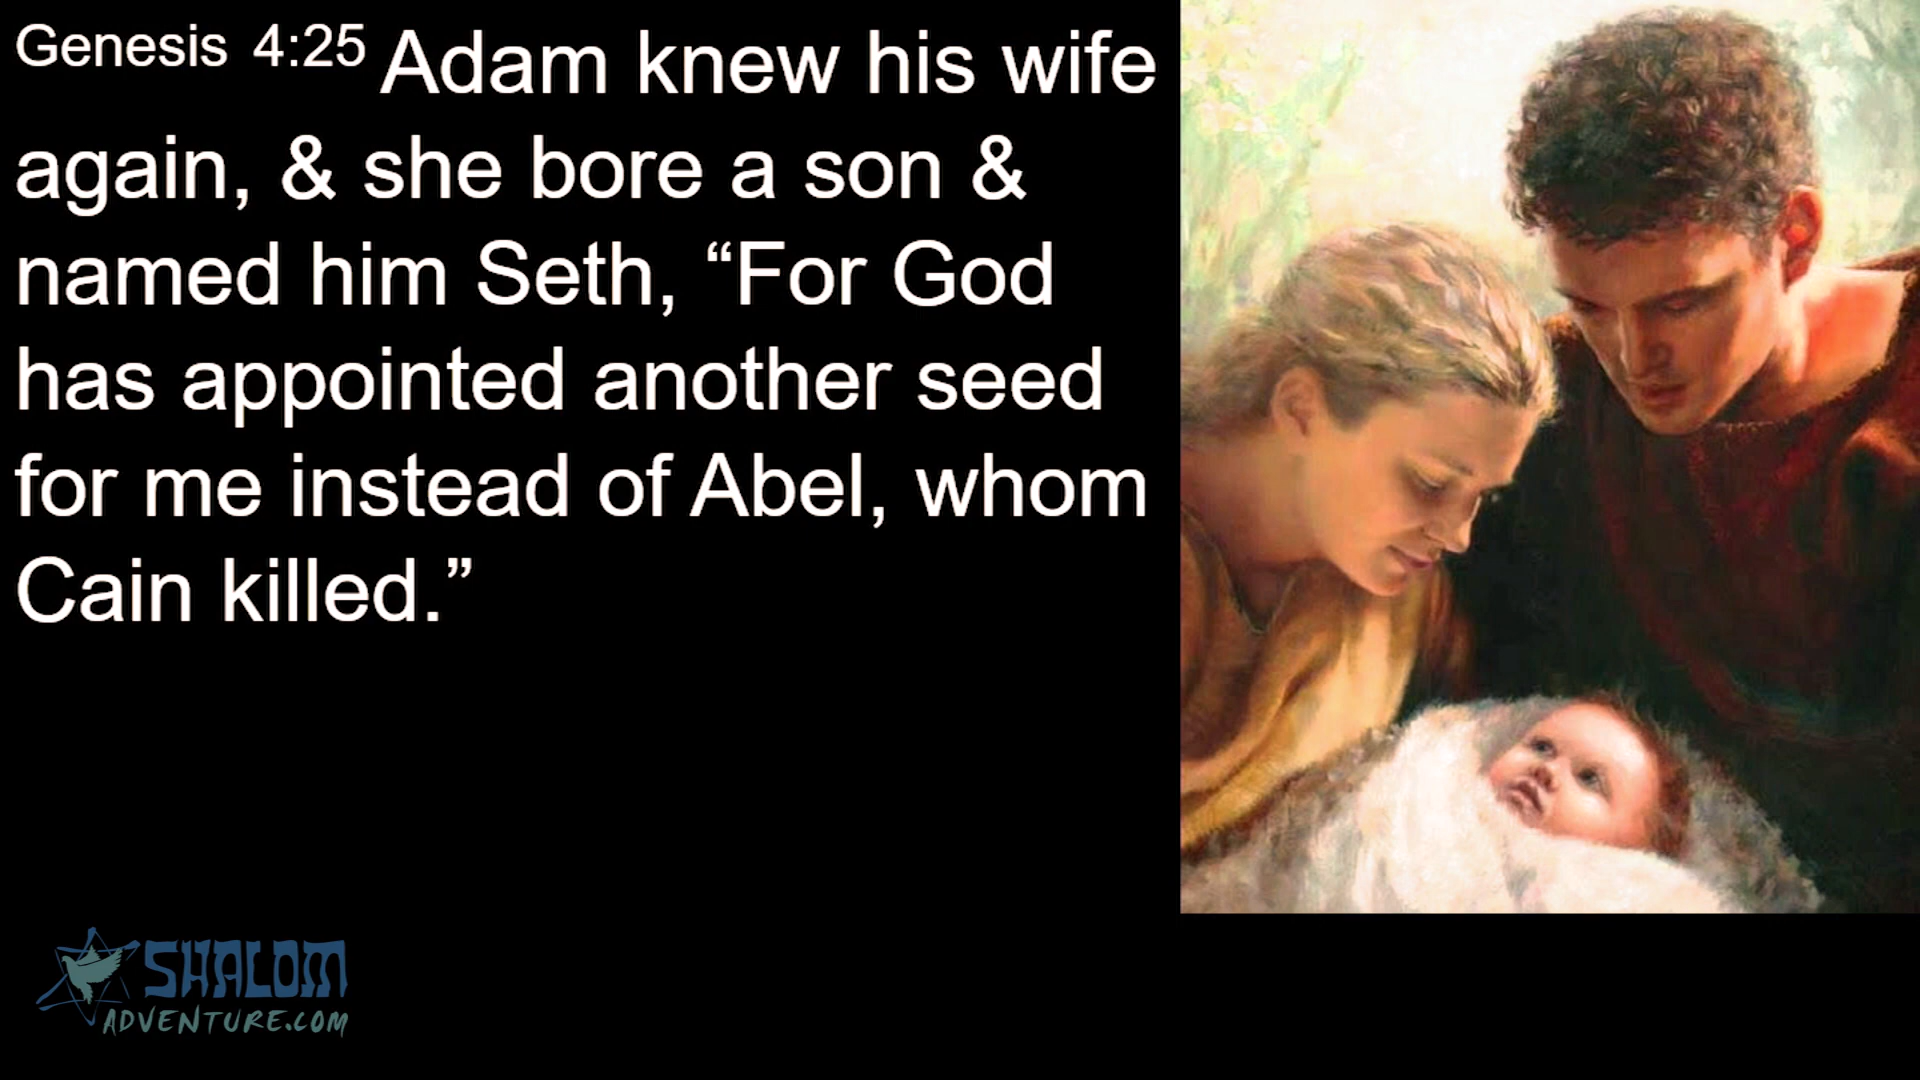 Genesis 4:25 Adam knew his wife
again, & she bore a son &
named him Seth, “For God
has appointed another seed
for me instead of Abel, whom
Cain killed.”
SHALOM
ADVENTURE.COM